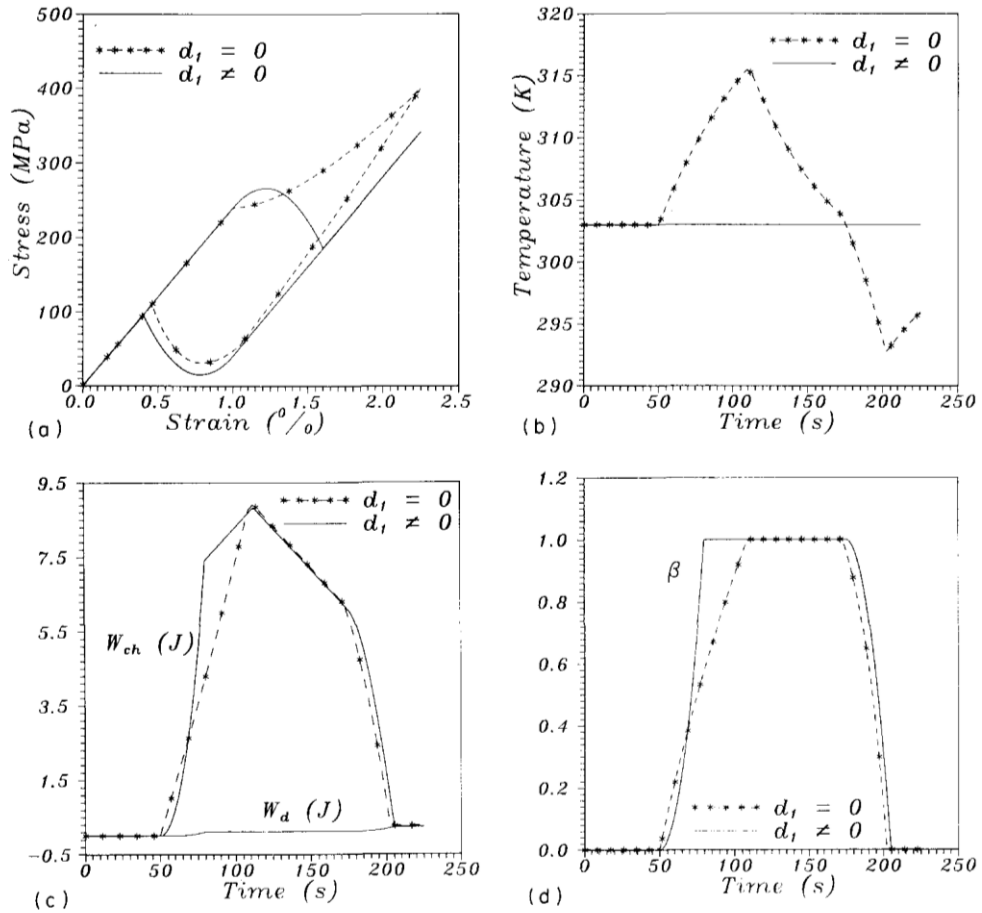 500
400
300
200
100
0
Stress (MPa)
d₁ = 0
d₁ ≠ 0
0.0 0.5 1.0 1.5 2.0 2.5
Strain (º/₀)
(a)
320
315
310
305
300
295
290
Temperature (K)
d₁ = 0
d₁ ≠ 0
0 50 100 150 200 250
Time (s)
(b)
9.5
7.5
5.5
3.5
1.5
-0.5
d₁ = 0
d₁ ≠ 0
W_ch (J)
W_d (J)
0 50 100 150 200 250
Time (s)
(c)
1.2
1.0
0.8
0.6
0.4
0.2
0.0
β
d₁ = 0
d₁ ≠ 0
0 50 100 150 200 250
Time (s)
(d)